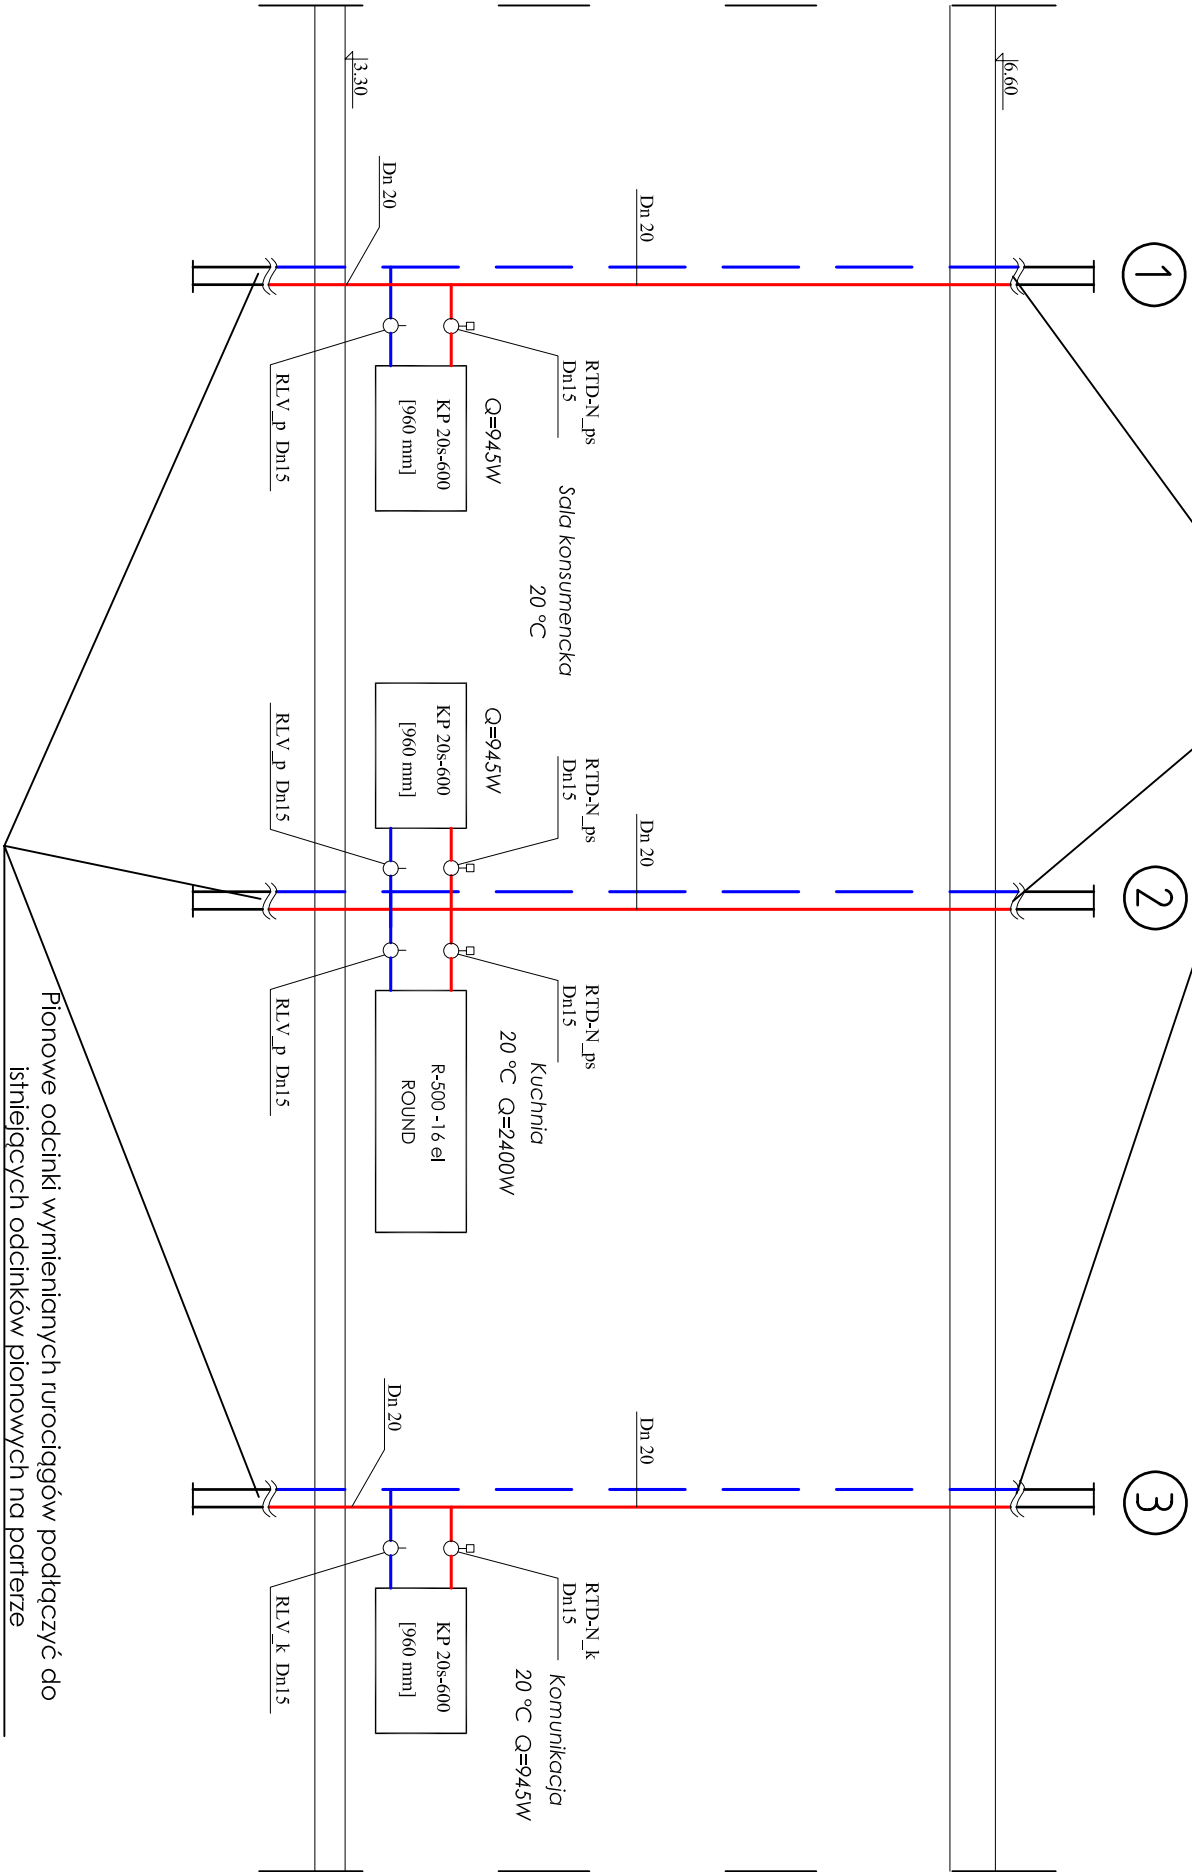 1
2
3
6.60
3.30
Dn 20
Dn 20
Dn 20
Dn 20
Dn 20
RTD-N_ps
Dn15
Sala konsumencka
20 °C
Q=945W
KP 20s-600
[960 mm]
RLV_p Dn15
RTD-N_ps
Dn15
Q=945W
KP 20s-600
[960 mm]
RLV_p Dn15
RTD-N_ps
Dn15
Kuchnia
20 °C Q=2400W
R-500 -16 el
ROUND
RLV_p Dn15
RTD-N_k
Dn15
Komunikacja
20 °C Q=945W
KP 20s-600
[960 mm]
RLV_k Dn15
Pionowe odcinki wymienianych rurociągów podłączyć do
istniejących odcinków pionowych na parterze